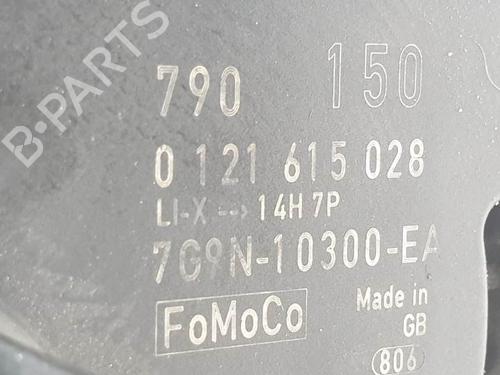 B-PARTS
790 150
0 121 615 028
LI-X --> 14H 7P
7G9N-10300-EA
FoMoCo
Made in
GB
806